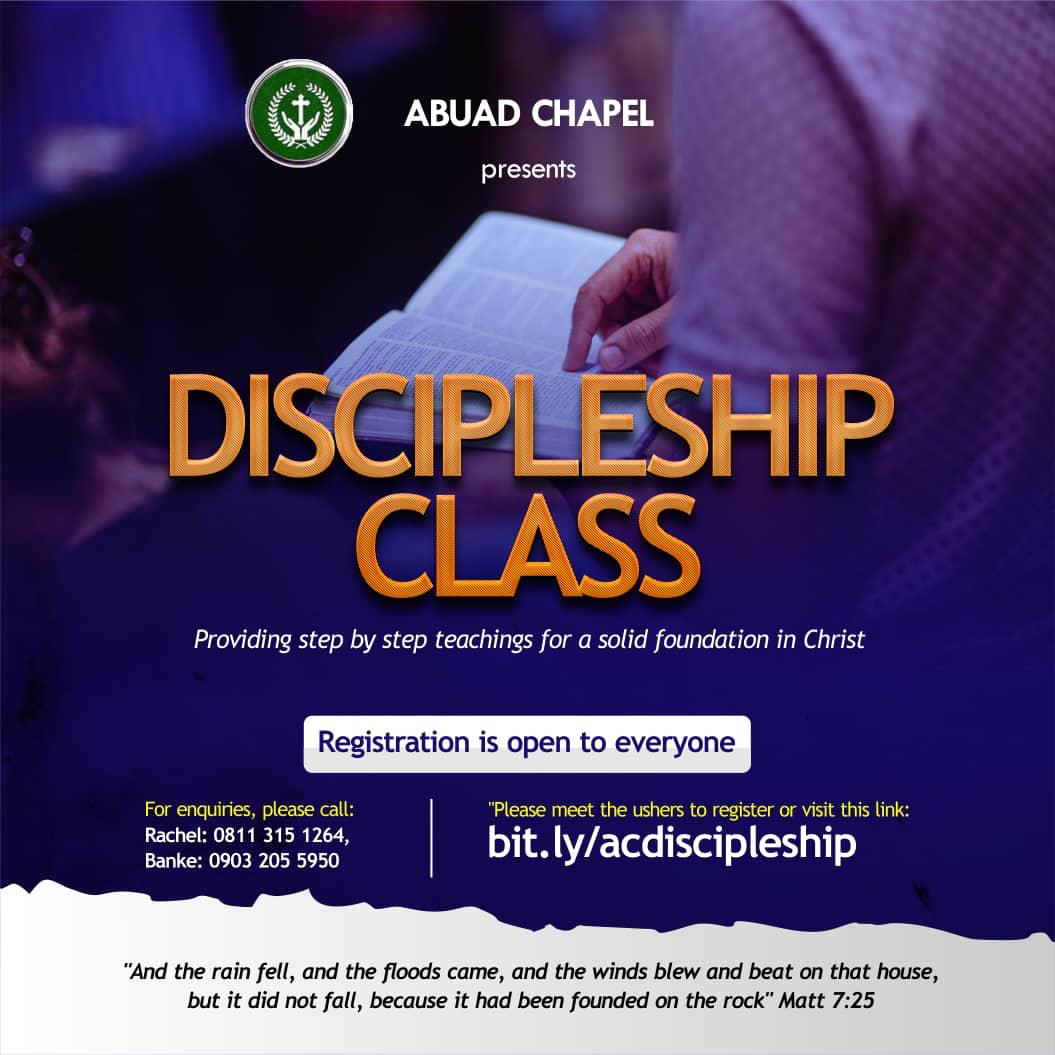 ABUAD CHAPEL
presents
DISCIPLESHIP
CLASS
Providing step by step teachings for a solid foundation in Christ
Registration is open to everyone
For enquiries, please call:
Rachel: 0811 315 1264,
Banke: 0903 205 5950
"Please meet the ushers to register or visit this link:
bit.ly/acdiscipleship
"And the rain fell, and the floods came, and the winds blew and beat on that house,
but it did not fall, because it had been founded on the rock" Matt 7:25